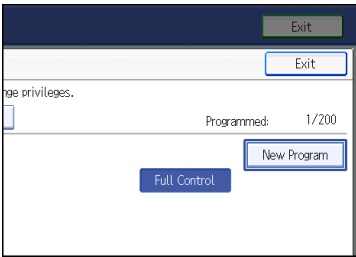 Exit
Exit
nge privileges.
Programmed: 1/200
New Program
Full Control